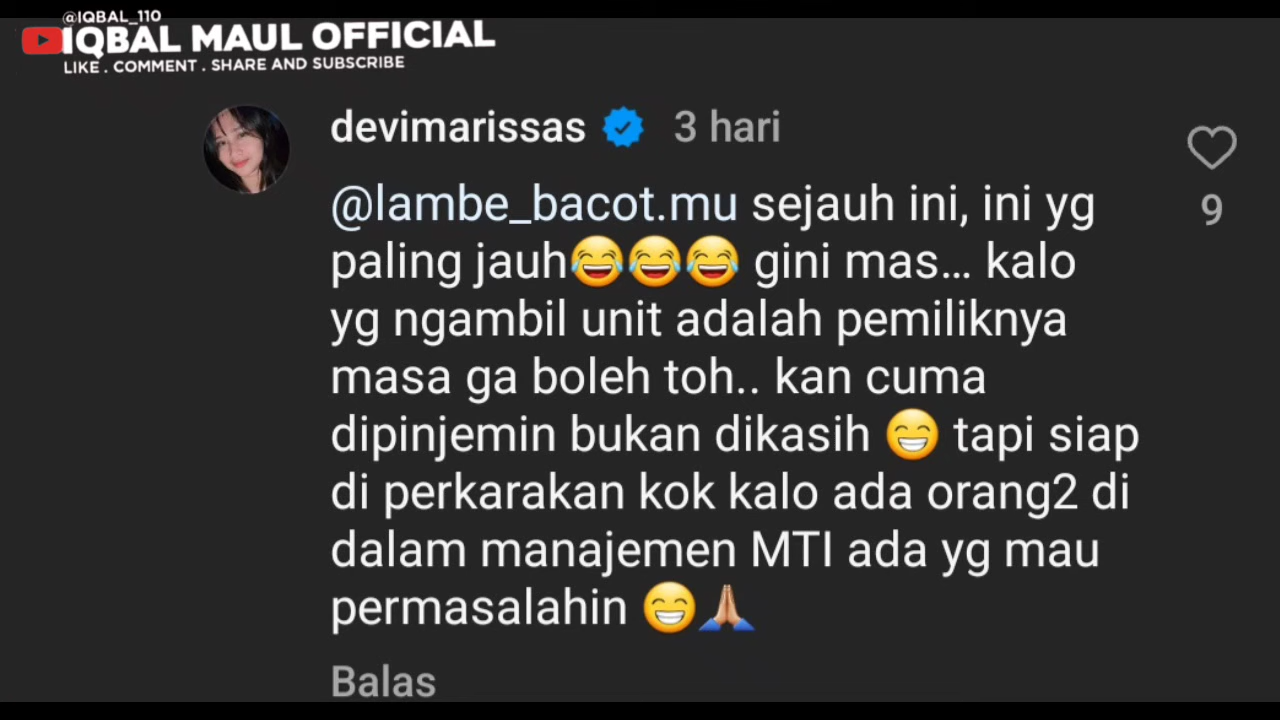 @IQBAL_110
IQBAL MAUL OFFICIAL
LIKE . COMMENT . SHARE AND SUBSCRIBE
devimarissas 3 hari
@lambe_bacot.mu sejauh ini, ini yg
paling jauh😂😂😂 gini mas... kalo
yg ngambil unit adalah pemiliknya
masa ga boleh toh.. kan cuma
dipinjemin bukan dikasih 😁 tapi siap
di perkarakan kok kalo ada orang2 di
dalam manajemen MTI ada yg mau
permasalahin 😁🙏🏼
9
Balas